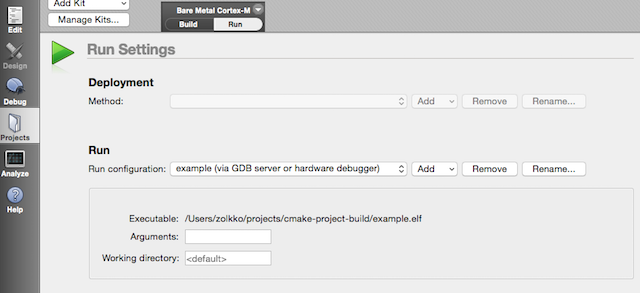 Add Kit
Manage Kits...
Bare Metal Cortex-M
Build Run
Edit
Design
Debug
Projects
Analyze
Help
Run Settings
Deployment
Method: Add Remove Rename...
Run
Run configuration: example (via GDB server or hardware debugger) Add Remove Rename...
Executable: /Users/zolkko/projects/cmake-project-build/example.elf
Arguments:
Working directory: <default>